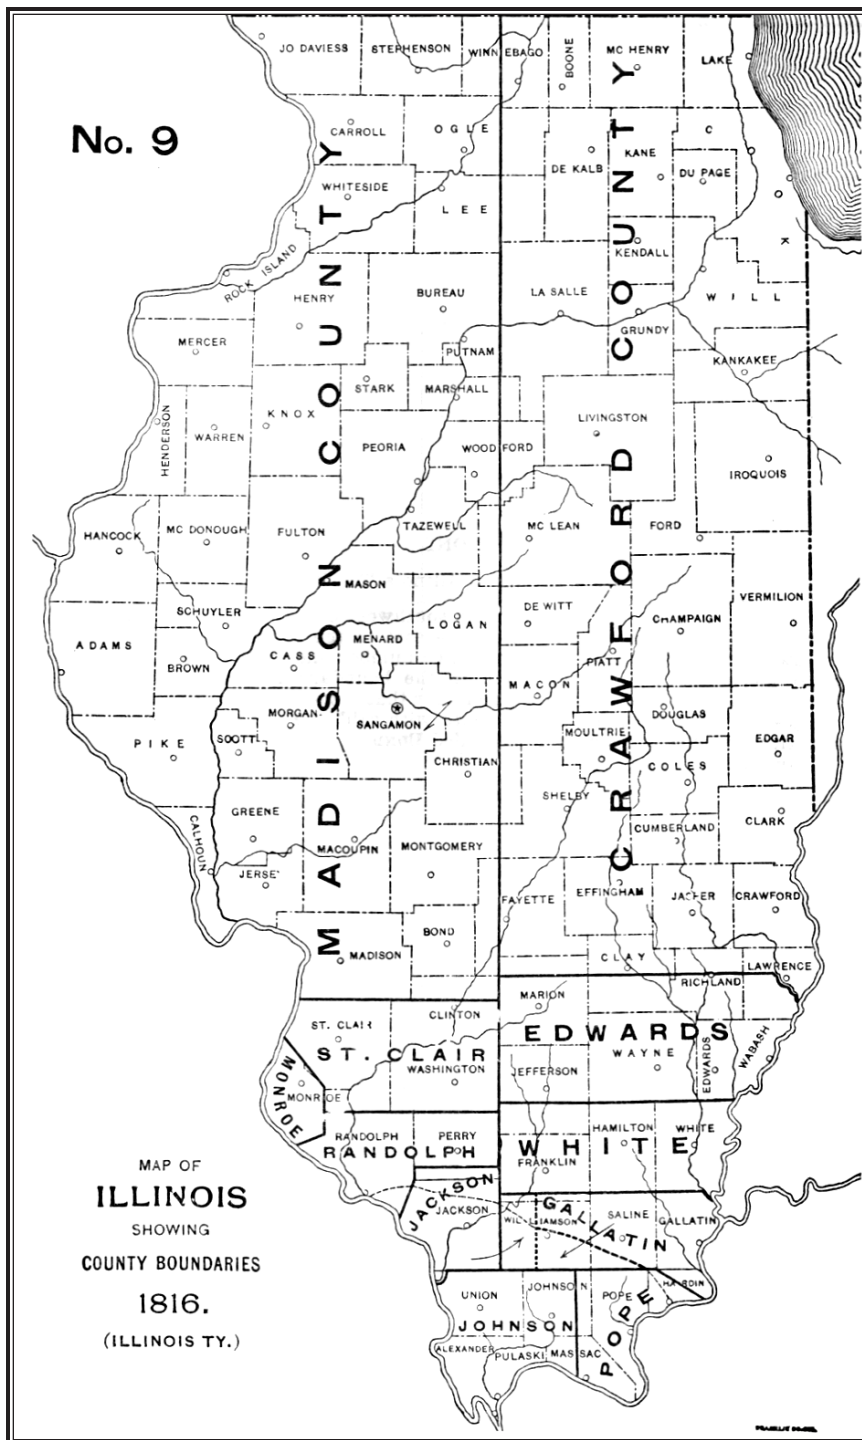 No. 9
JO DAVIESS
STEPHENSON
WINNEBAGO
BOONE
MC HENRY
LAKE
CARROLL
OGLE
DE KALB
KANE
C
DU PAGE
WHITESIDE
LEE
K
ROCK ISLAND
KENDALL
HENRY
BUREAU
LA SALLE
WILL
MERCER
PUTNAM
GRUNDY
KANKAKEE
STARK
MARSHALL
HENDERSON
WARREN
KNOX
PEORIA
WOODFORD
LIVINGSTON
IROQUOIS
HANCOCK
MC DONOUGH
FULTON
TAZEWELL
MC LEAN
FORD
MASON
VERMILION
SCHUYLER
LOGAN
DE WITT
CHAMPAIGN
ADAMS
BROWN
CASS
MENARD
PIATT
MACON
MORGAN
SANGAMON
DOUGLAS
PIKE
SCOTT
MOULTRIE
EDGAR
CHRISTIAN
COLES
SHELBY
GREENE
CALHOUN
MACOUPIN
MONTGOMERY
CUMBERLAND
CLARK
JERSEY
FAYETTE
EFFINGHAM
JASPER
CRAWFORD
BOND
MADISON
CLAY
RICHLAND
LAWRENCE
MADISON COUNTY
CRAWFORD COUNTY
MARION
CLINTON
ST. CLAIR
EDWARDS
ST. CLAIR
WAYNE
EDWARDS
WABASH
WASHINGTON
JEFFERSON
MONROE
MONROE
RANDOLPH
PERRY
HAMILTON
WHITE
RANDOLPH
WHITE
FRANKLIN
JACKSON
JACKSON
WILLIAMSON
SALINE
GALLATIN
GALLATIN
UNION
JOHNSON
POPE
HARDIN
JOHNSON
POPE
ALEXANDER
PULASKI
MASSAC
MAP OF
ILLINOIS
SHOWING
COUNTY BOUNDARIES
1816.
(ILLINOIS TY.)